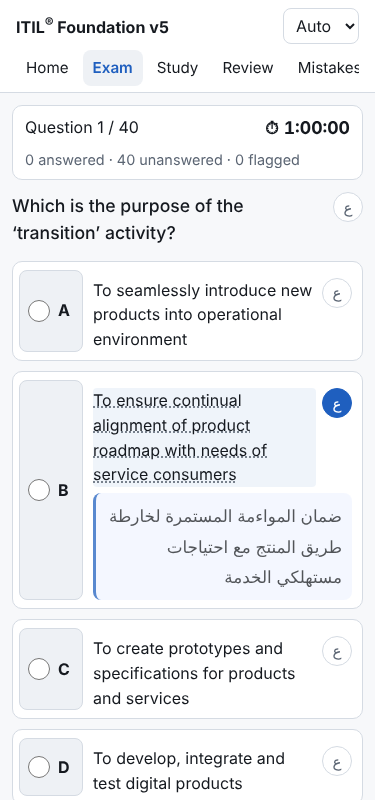 ITIL® Foundation v5
Auto
Home Exam Study Review Mistakes
Question 1 / 40
⏱ 1:00:00
0 answered · 40 unanswered · 0 flagged
Which is the purpose of the
‘transition’ activity?
ع
A
To seamlessly introduce new
products into operational
environment
ع
B
To ensure continual
alignment of product
roadmap with needs of
service consumers
ع
ضمان المواءمة المستمرة لخارطة
طريق المنتج مع احتياجات
مستهلكي الخدمة
C
To create prototypes and
specifications for products
and services
ع
D
To develop, integrate and
test digital products
ع